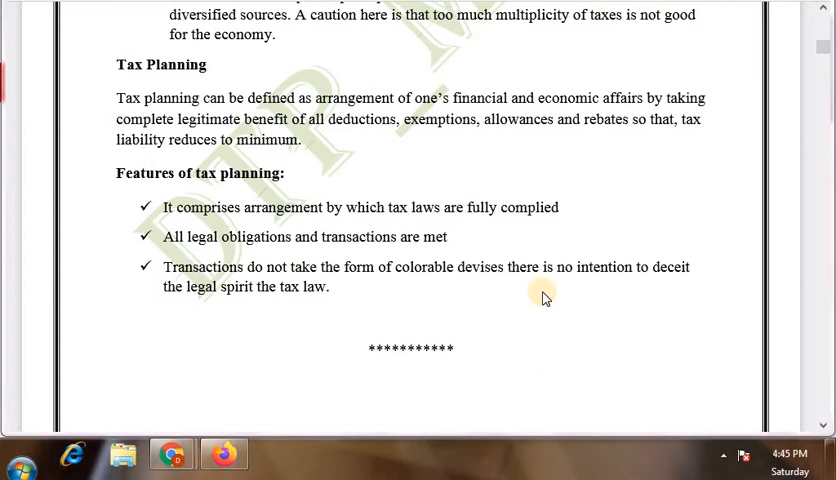 diversified sources. A caution here is that too much multiplicity of taxes is not good
for the economy.
Tax Planning
Tax planning can be defined as arrangement of one's financial and economic affairs by taking
complete legitimate benefit of all deductions, exemptions, allowances and rebates so that, tax
liability reduces to minimum.
Features of tax planning:
✓ It comprises arrangement by which tax laws are fully complied
✓ All legal obligations and transactions are met
✓ Transactions do not take the form of colorable devises there is no intention to deceit
the legal spirit the tax law.
***********
DTP_M
4:45 PM
Saturday